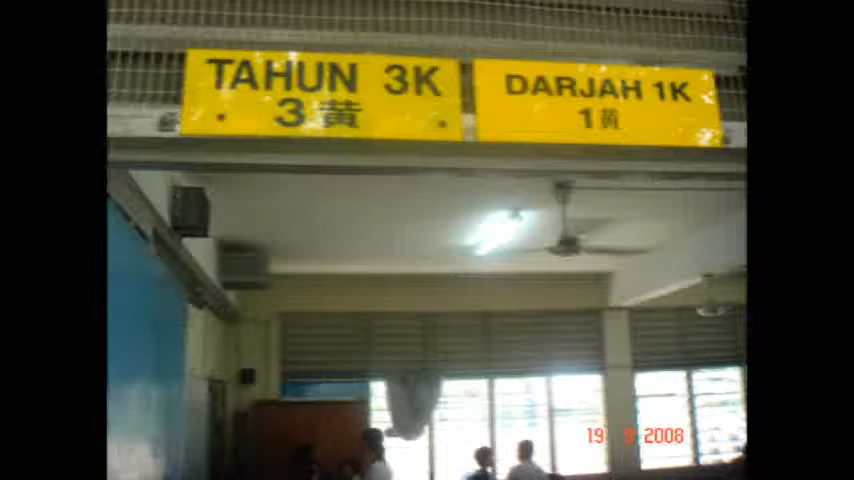 TAHUN 3K
3黄
DARJAH 1K
1黄
19 9 2008